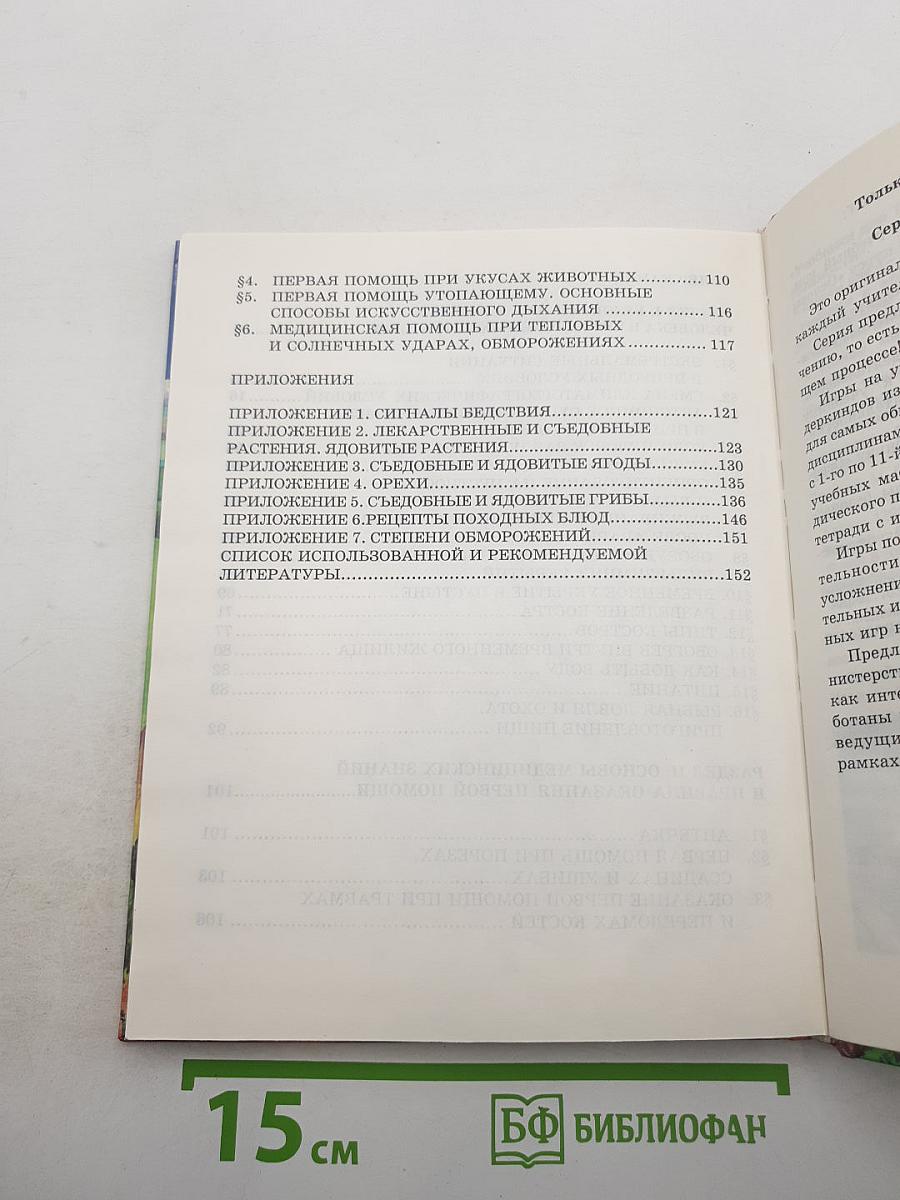 §4. ПЕРВАЯ ПОМОЩЬ ПРИ УКУСАХ ЖИВОТНЫХ ............ 110
§5. ПЕРВАЯ ПОМОЩЬ УТОПАЮЩЕМУ. ОСНОВНЫЕ
СПОСОБЫ ИСКУССТВЕННОГО ДЫХАНИЯ ................ 116
§6. МЕДИЦИНСКАЯ ПОМОЩЬ ПРИ ТЕПЛОВЫХ
И СОЛНЕЧНЫХ УДАРАХ, ОБМОРОЖЕНИЯХ ............... 117
ПРИЛОЖЕНИЯ
ПРИЛОЖЕНИЕ 1. СИГНАЛЫ БЕДСТВИЯ.........................121
ПРИЛОЖЕНИЕ 2. ЛЕКАРСТВЕННЫЕ И СЪЕДОБНЫЕ
РАСТЕНИЯ. ЯДОВИТЫЕ РАСТЕНИЯ................................123
ПРИЛОЖЕНИЕ 3. СЪЕДОБНЫЕ И ЯДОВИТЫЕ ЯГОДЫ..........130
ПРИЛОЖЕНИЕ 4. ОРЕХИ................................................135
ПРИЛОЖЕНИЕ 5. СЪЕДОБНЫЕ И ЯДОВИТЫЕ ГРИБЫ...........136
ПРИЛОЖЕНИЕ 6.РЕЦЕПТЫ ПОХОДНЫХ БЛЮД.................146
ПРИЛОЖЕНИЕ 7. СТЕПЕНИ ОБМОРОЖЕНИЙ....................151
СПИСОК ИСПОЛЬЗОВАННОЙ И РЕКОМЕНДУЕМОЙ
ЛИТЕРАТУРЫ..........................................................152
Тольк
Сер
Это оригинал
каждый учител
Серия предл
чению, то есть
щем процессе!
Игры на у
деркиндов из
для самых об
дисциплинам
с 1-го по 11-й
учебных ма
дического п
тетради с и
Игры по
тельности
усложнени
тельных и
ных игр н
Предл
нистерст
как инте
ботаны
ведущи
рамках
15 см
БФ БИБЛИОФАН